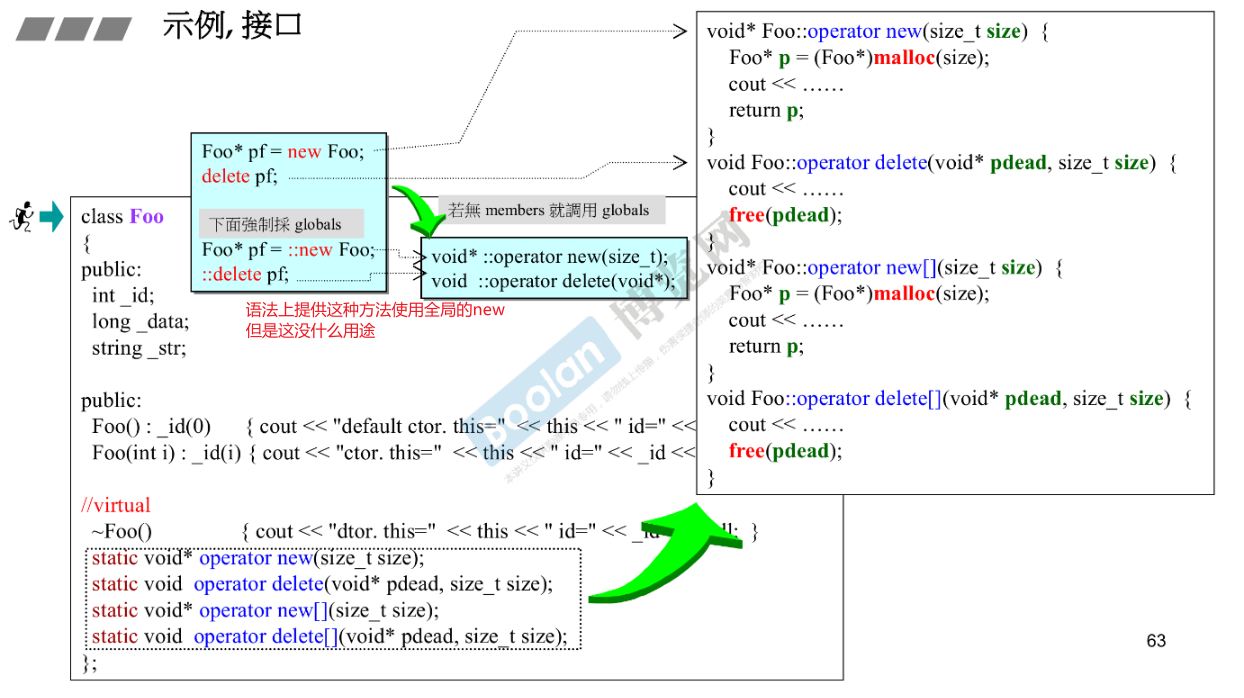 示例, 接口
void* Foo::operator new(size_t size)  {
Foo* p = (Foo*)malloc(size);
cout << ……
return p;
}
void Foo::operator delete(void* pdead, size_t size)  {
cout << ……
free(pdead);
}
void* Foo::operator new[](size_t size)  {
Foo* p = (Foo*)malloc(size);
cout << ……
return p;
}
void Foo::operator delete[](void* pdead, size_t size)  {
cout << ……
free(pdead);
}
Foo* pf = new Foo;
delete pf;
下面強制採 globals
Foo* pf = ::new Foo;
::delete pf;
若無 members 就調用 globals
void* ::operator new(size_t);
void  ::operator delete(void*);
语法上提供这种方法使用全局的new
但是这没什么用途
class Foo
{
public:
int _id;
long _data;
string _str;
public:
Foo() : _id(0)      { cout << "default ctor. this="  << this << " id=" <<
Foo(int i) : _id(i)  { cout << "ctor. this="  << this << " id=" << _id <<
//virtual
~Foo()      { cout << "dtor. this="  << this << " id=" << _id
}
static void* operator new(size_t size);
static void  operator delete(void* pdead, size_t size);
static void* operator new[](size_t size);
static void  operator delete[](void* pdead, size_t size);
};
Boolan 博览网
63